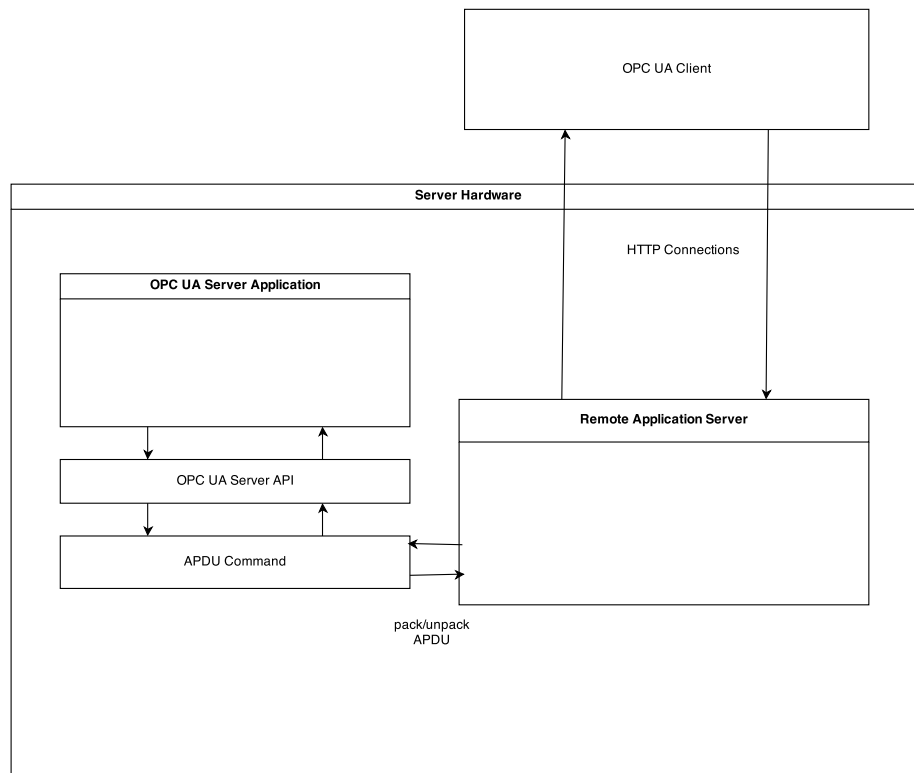 OPC UA Client
Server Hardware
HTTP Connections
OPC UA Server Application
Remote Application Server
OPC UA Server API
APDU Command
pack/unpack
APDU